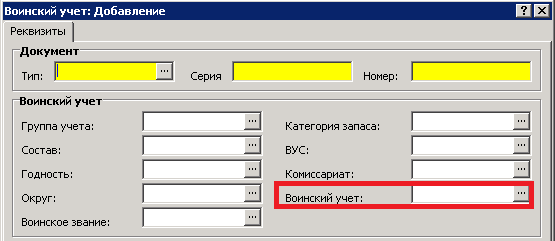 Воинский учет: Добавление
Реквизиты
Документ
Тип: ... Серия Номер: ...
Воинский учет
Группа учета: ... Категория запаса: ...
Состав: ... ВУС: ...
Годность: ... Комиссариат: ...
Округ: ... Воинский учет: ...
Воинское звание: ...